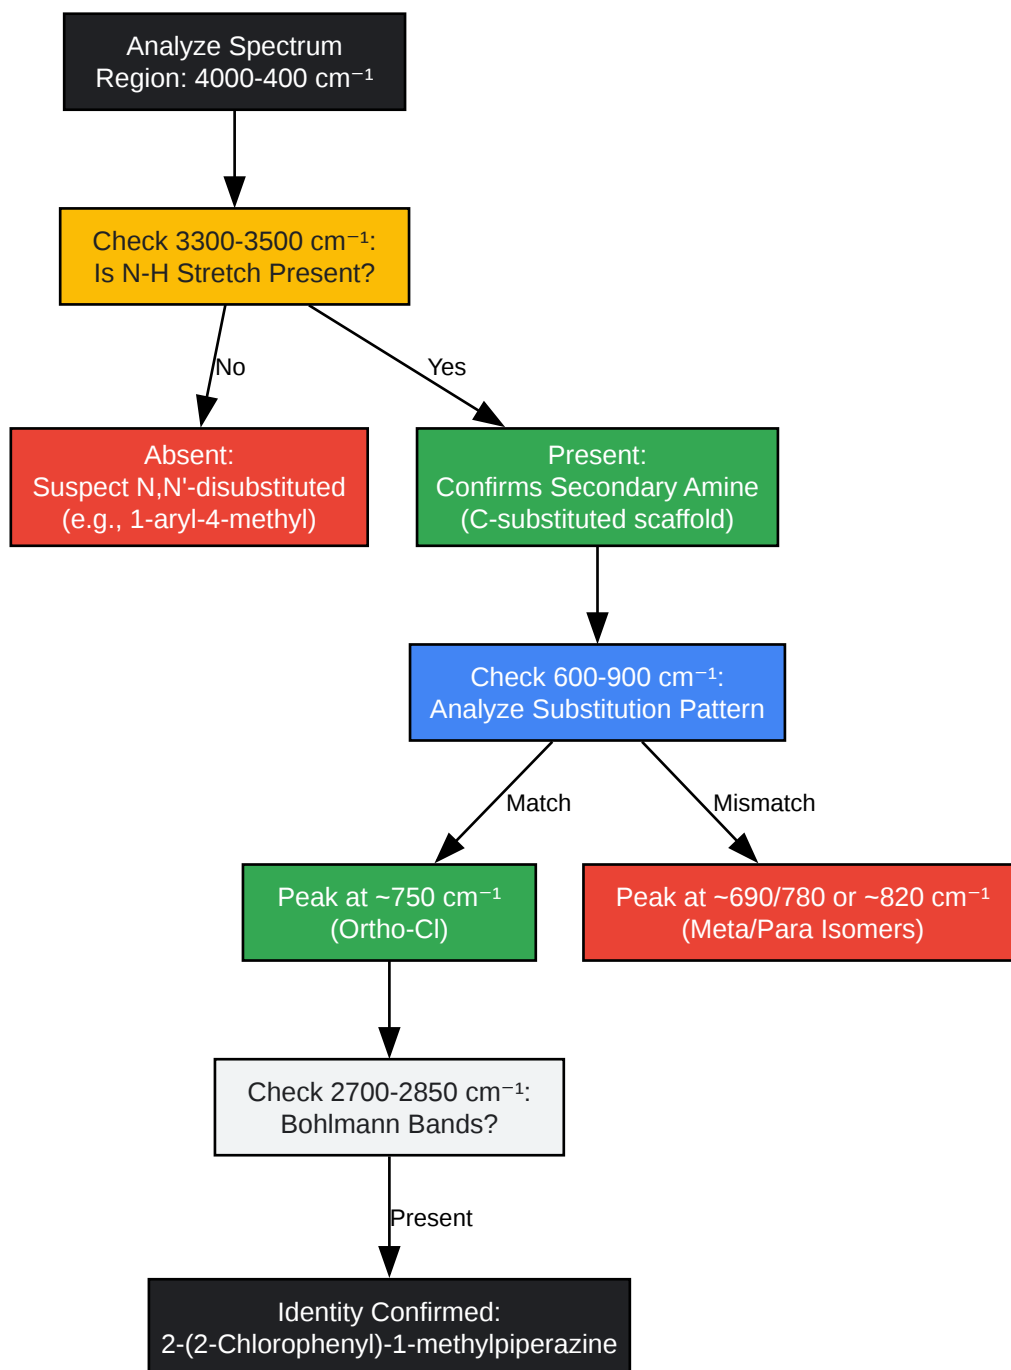 Analyze Spectrum
Region: 4000-400 cm⁻¹
Check 3300-3500 cm⁻¹:
Is N-H Stretch Present?
No
Yes
Absent:
Suspect N,N'-disubstituted
(e.g., 1-aryl-4-methyl)
Present:
Confirms Secondary Amine
(C-substituted scaffold)
Check 600-900 cm⁻¹:
Analyze Substitution Pattern
Match
Mismatch
Peak at ~750 cm⁻¹
(Ortho-Cl)
Peak at ~690/780 or ~820 cm⁻¹
(Meta/Para Isomers)
Check 2700-2850 cm⁻¹:
Bohlmann Bands?
Present
Identity Confirmed:
2-(2-Chlorophenyl)-1-methylpiperazine